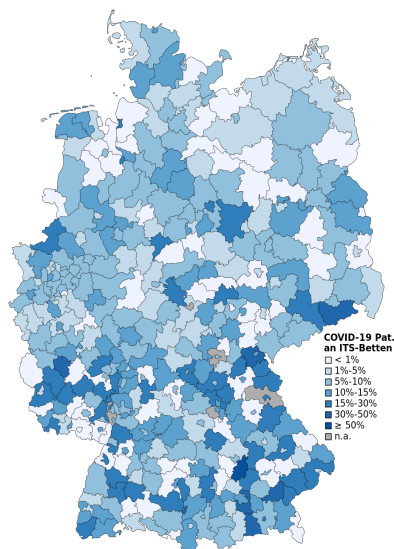 COVID-19 Pat.
an ITS-Betten
< 1%
1%-5%
5%-10%
10%-15%
15%-30%
30%-50%
≥ 50%
n.a.